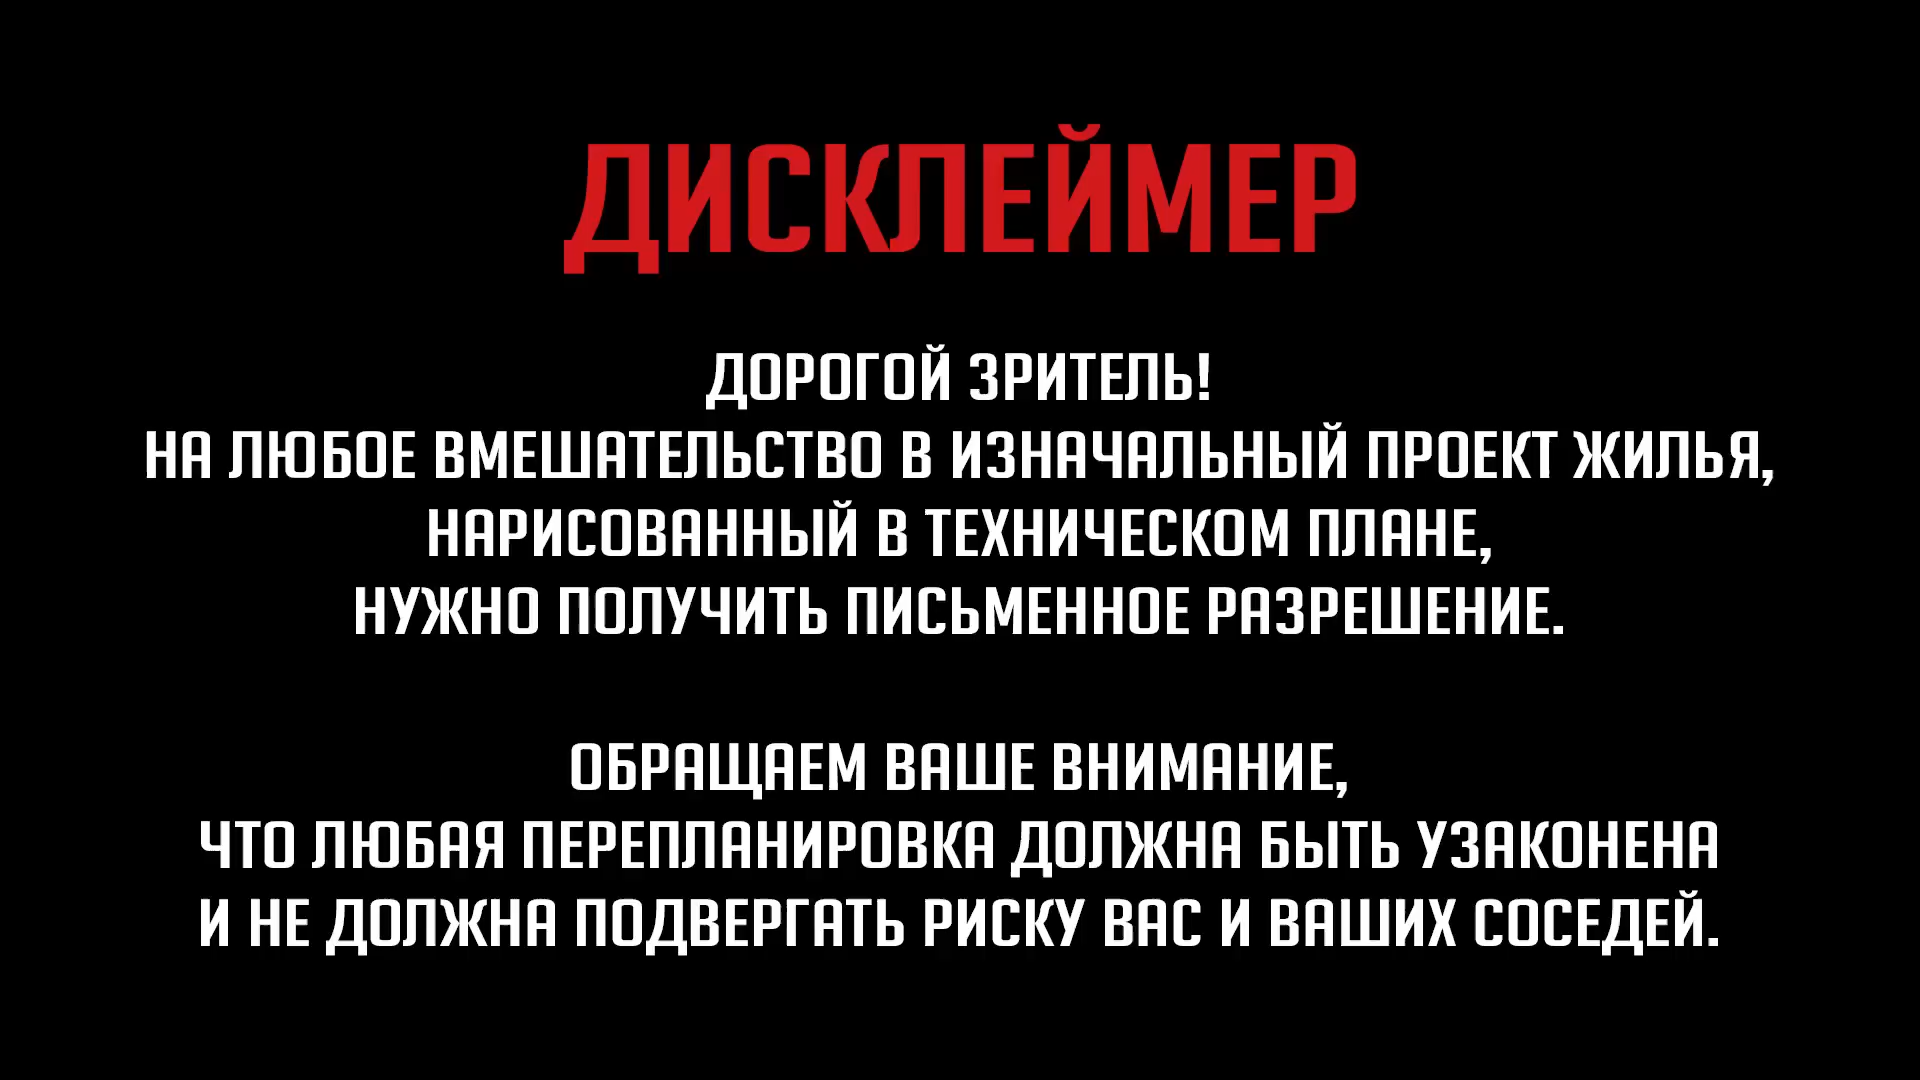 ДИСКЛЕЙМЕР
ДОРОГОЙ ЗРИТЕЛЬ!
НА ЛЮБОЕ ВМЕШАТЕЛЬСТВО В ИЗНАЧАЛЬНЫЙ ПРОЕКТ ЖИЛЬЯ,
НАРИСОВАННЫЙ В ТЕХНИЧЕСКОМ ПЛАНЕ,
НУЖНО ПОЛУЧИТЬ ПИСЬМЕННОЕ РАЗРЕШЕНИЕ.
ОБРАЩАЕМ ВАШЕ ВНИМАНИЕ,
ЧТО ЛЮБАЯ ПЕРЕПЛАНИРОВКА ДОЛЖНА БЫТЬ УЗАКОНЕНА
И НЕ ДОЛЖНА ПОДВЕРГАТЬ РИСКУ ВАС И ВАШИХ СОСЕДЕЙ.